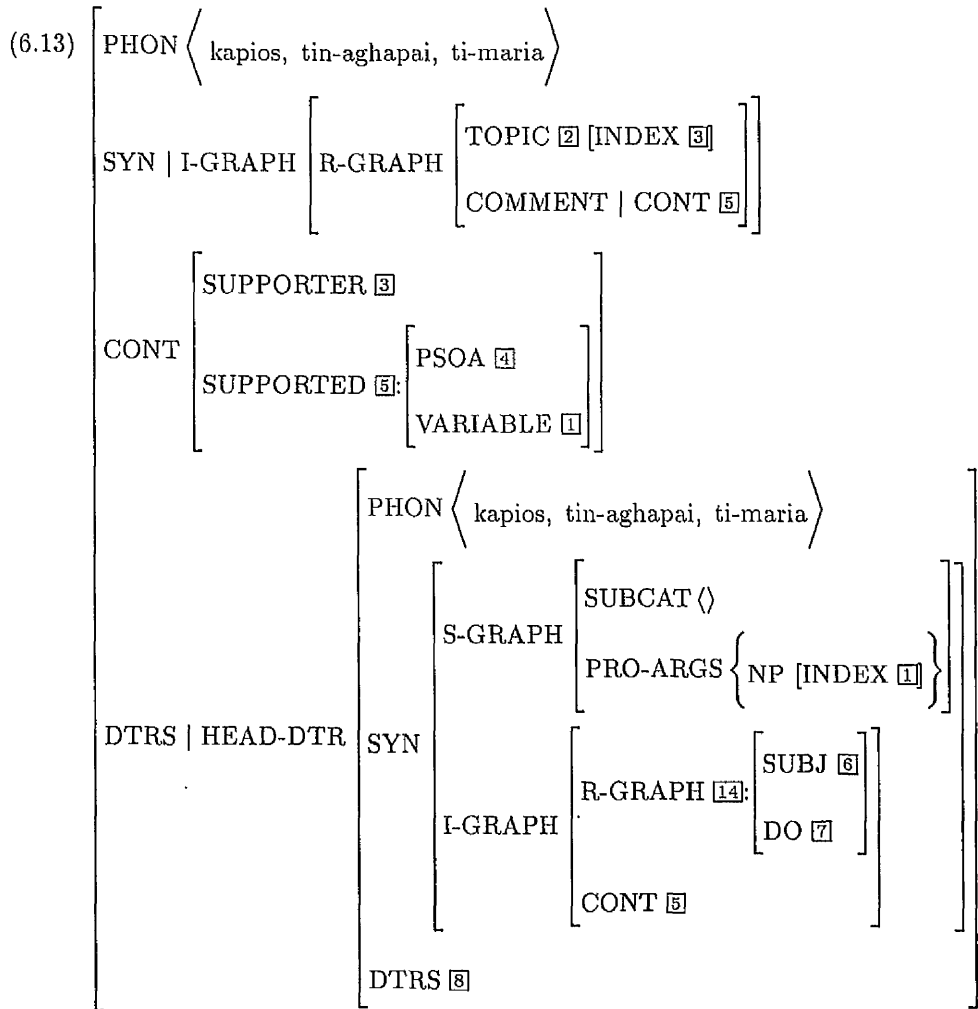 (6.13) PHON ⟨ kapios, tin-aghapai, ti-maria ⟩
TOPIC [2] [INDEX [3]]
SYN | I-GRAPH R-GRAPH
COMMENT | CONT [5]
SUPPORTER [3]
CONT
PSOA [4]
SUPPORTED [5]:
VARIABLE [1]
PHON ⟨ kapios, tin-aghapai, ti-maria ⟩
SUBCAT ⟨⟩
S-GRAPH
PRO-ARGS { NP [INDEX [1]] }
DTRS | HEAD-DTR SYN
SUBJ [6]
R-GRAPH [14]:
DO [7]
I-GRAPH
CONT [5]
DTRS [8]